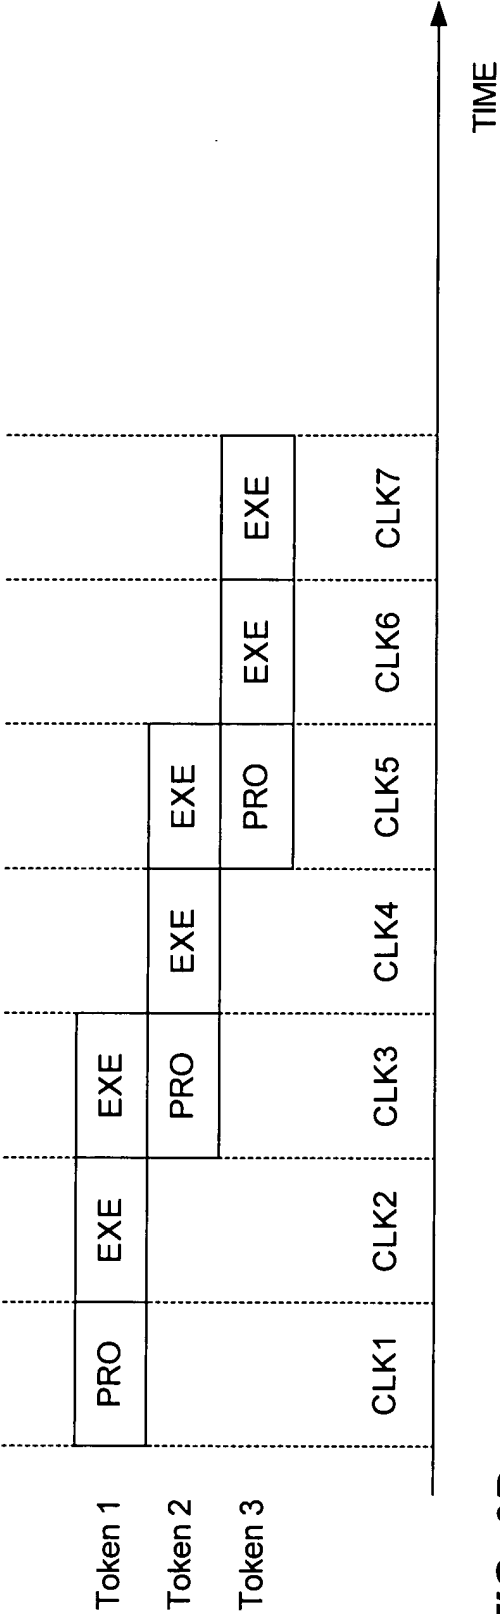 Token 1 PRO EXE EXE
Token 2 PRO EXE EXE
Token 3 PRO EXE EXE
CLK1 CLK2 CLK3 CLK4 CLK5 CLK6 CLK7
TIME